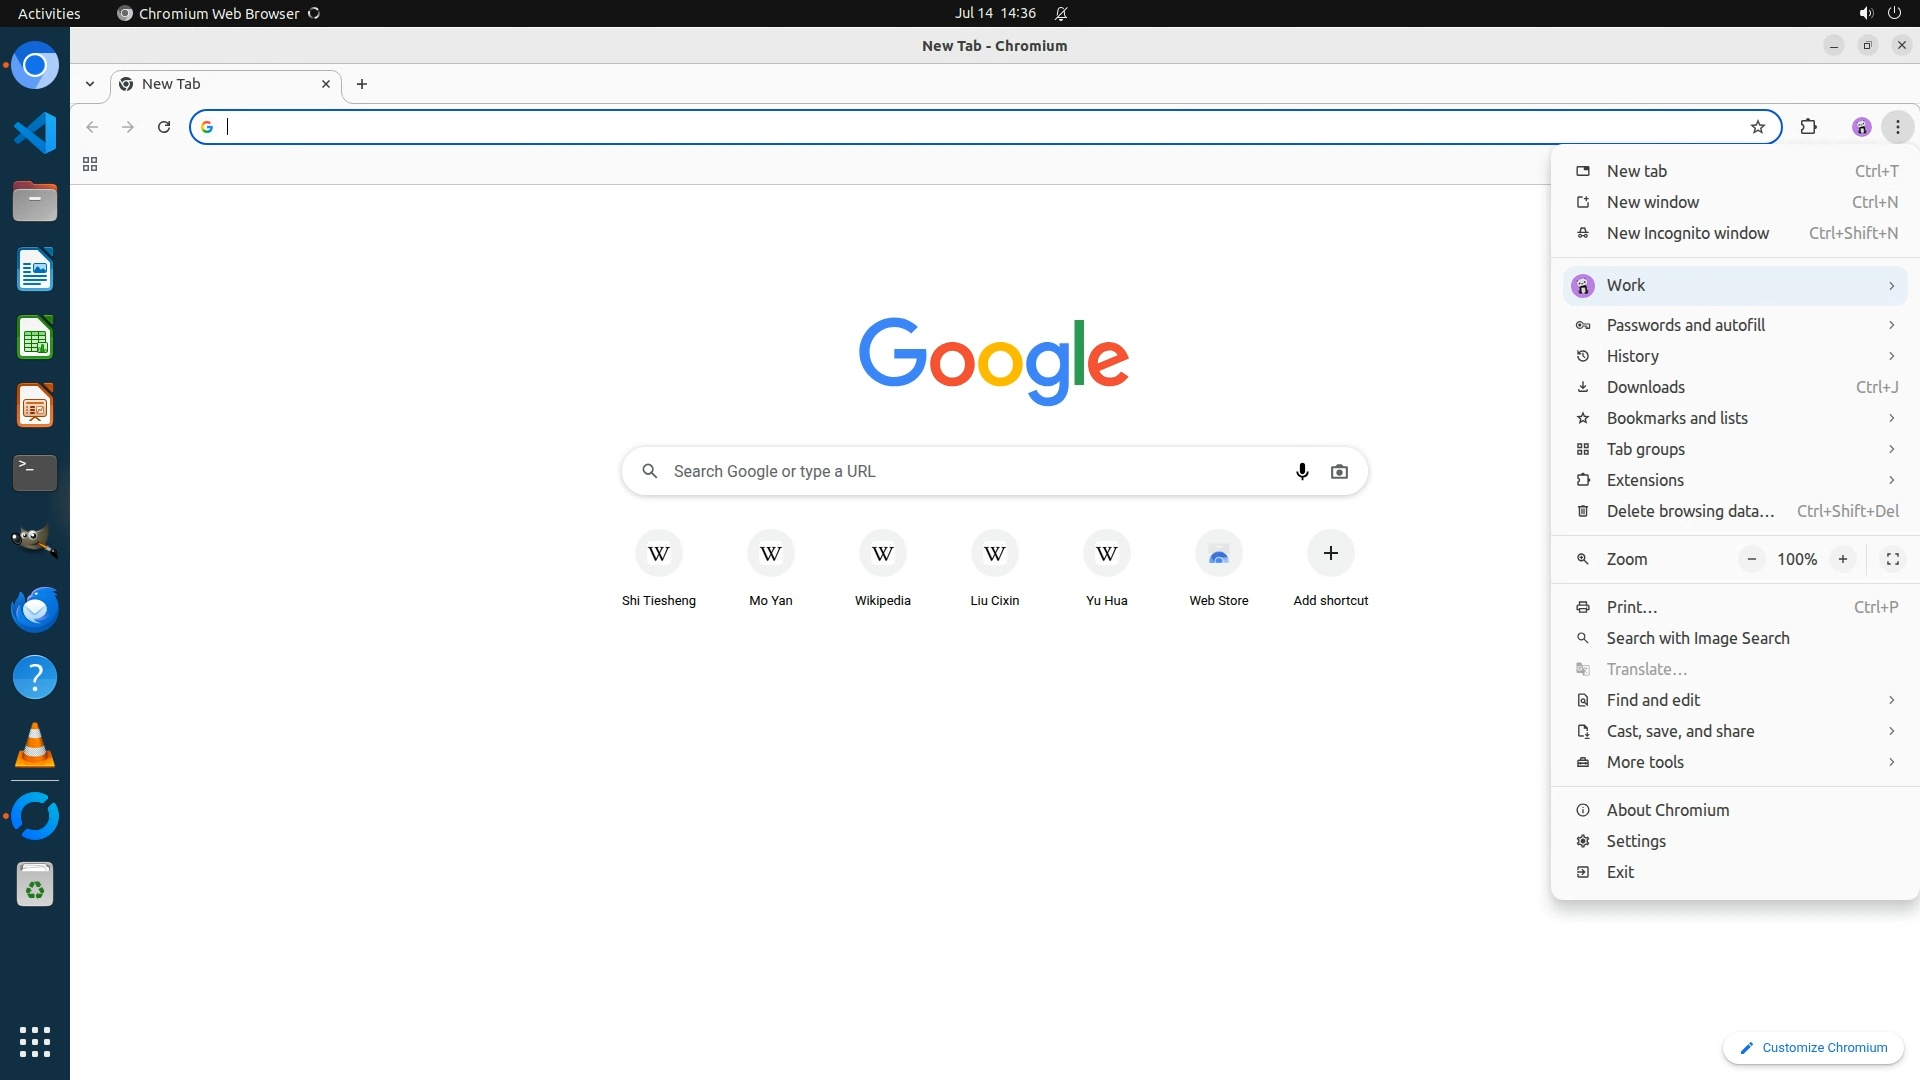 Activities
Chromium Web Browser
Jul 14 14:36
New Tab - Chromium
New Tab
New tab Ctrl+T
New window Ctrl+N
New Incognito window Ctrl+Shift+N
Work
Passwords and autofill
History
Downloads Ctrl+J
Bookmarks and lists
Tab groups
Extensions
Delete browsing data... Ctrl+Shift+Del
Zoom 100%
Print... Ctrl+P
Search with Image Search
Translate...
Find and edit
Cast, save, and share
More tools
About Chromium
Settings
Exit
Google
Search Google or type a URL
W W W W W
Shi Tiesheng Mo Yan Wikipedia Liu Cixin Yu Hua Web Store Add shortcut
Customize Chromium